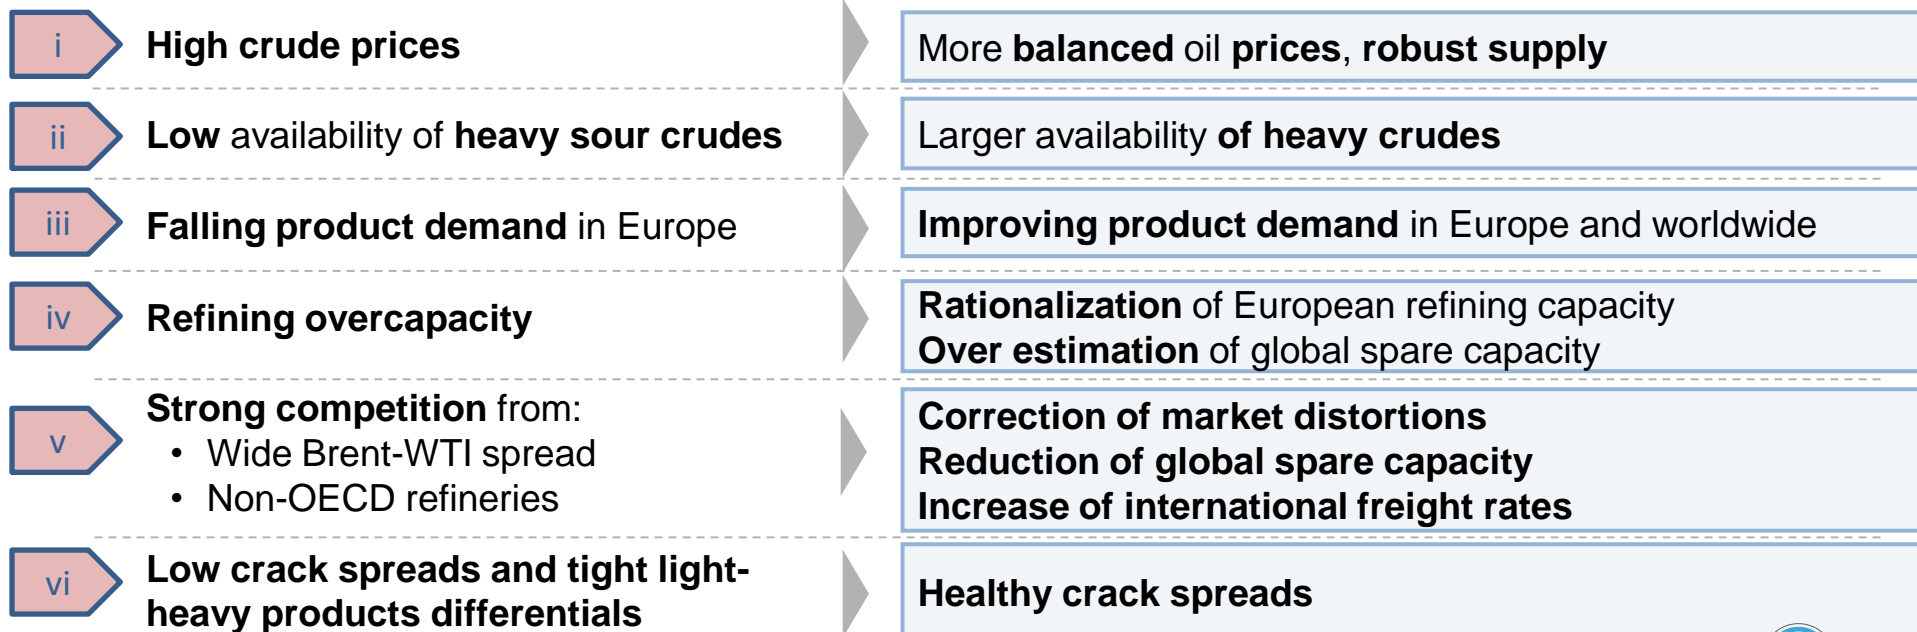 i
High crude prices
More balanced oil prices, robust supply
ii
Low availability of heavy sour crudes
Larger availability of heavy crudes
iii
Falling product demand in Europe
Improving product demand in Europe and worldwide
iv
Refining overcapacity
Rationalization of European refining capacity
Over estimation of global spare capacity
v
Strong competition from:
• Wide Brent-WTI spread
• Non-OECD refineries
Correction of market distortions
Reduction of global spare capacity
Increase of international freight rates
vi
Low crack spreads and tight light-
heavy products differentials
Healthy crack spreads